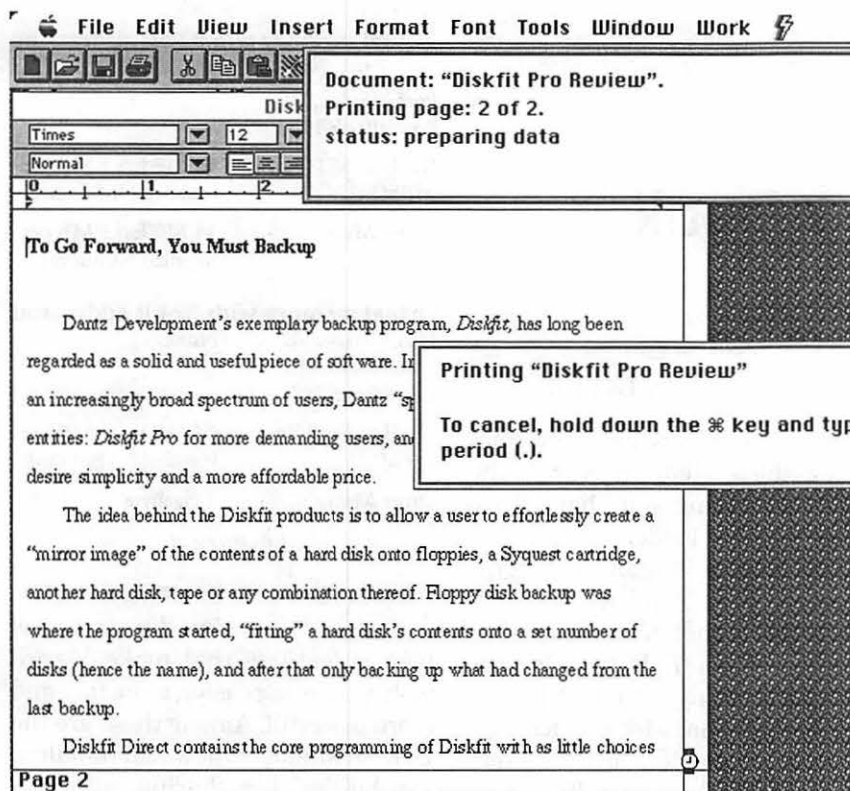 File Edit View Insert Format Font Tools Window Work
Document: “Diskfit Pro Review”.
Printing page: 2 of 2.
status: preparing data
Disk
Times 12
Normal
0 1 2
To Go Forward, You Must Backup
Dantz Development's exemplary backup program, Diskfit, has long been
regarded as a solid and useful piece of software. In
an increasingly broad spectrum of users, Dantz “sp
entities: Diskfit Pro for more demanding users, and
desire simplicity and a more affordable price.
Printing “Diskfit Pro Review”
To cancel, hold down the ⌘ key and typ
period (.).
The idea behind the Diskfit products is to allow a user to effortlessly create a
“mirror image” of the contents of a hard disk onto floppies, a Syquest cartridge,
another hard disk, tape or any combination thereof. Floppy disk backup was
where the program started, “fitting” a hard disk's contents onto a set number of
disks (hence the name), and after that only backing up what had changed from the
last backup.
Diskfit Direct contains the core programming of Diskfit with as little choices
Page 2